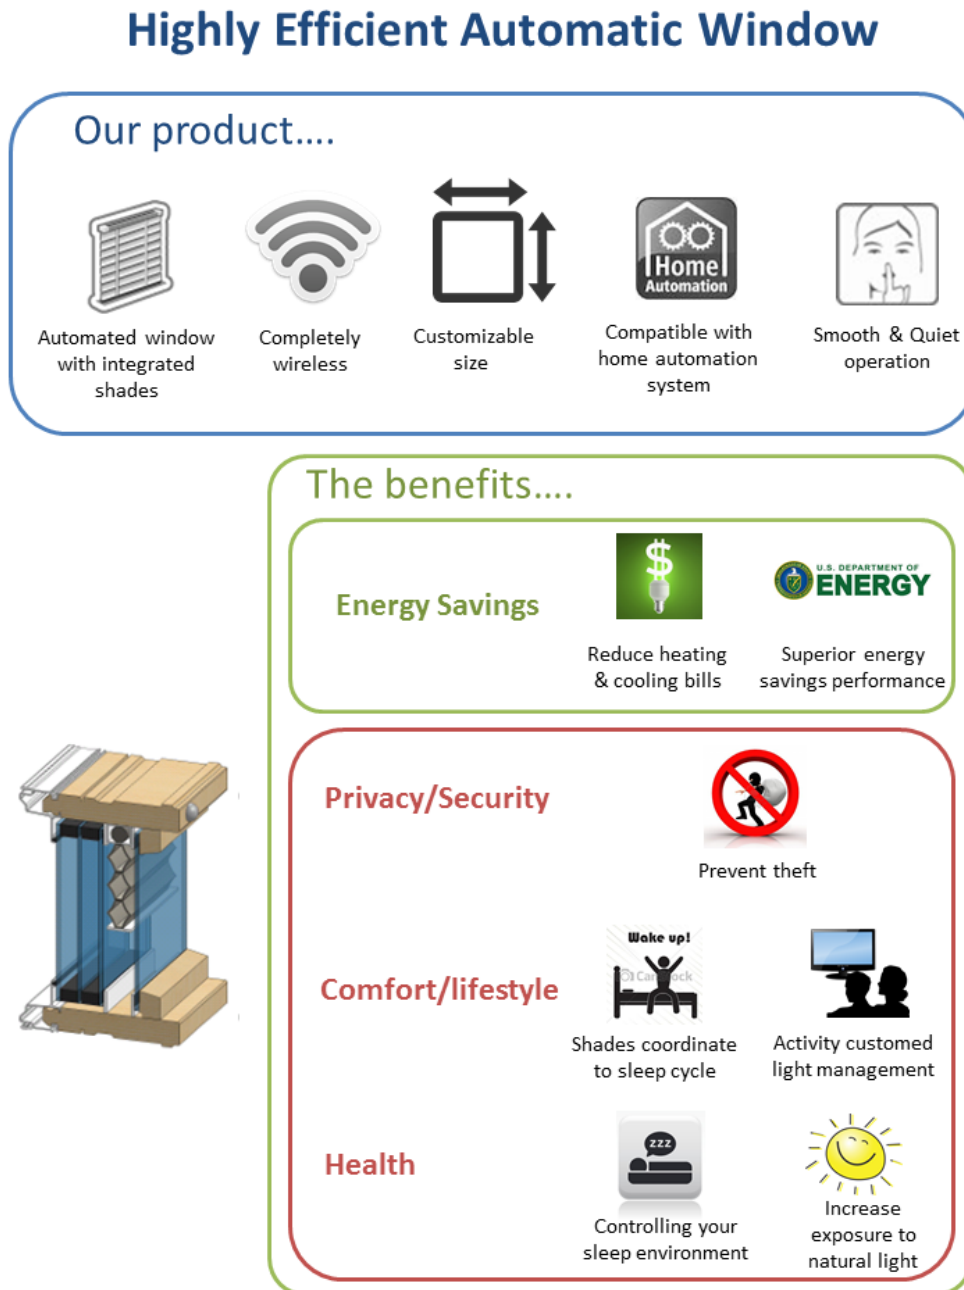 Highly Efficient Automatic Window
Our product....
Home
Automation
Automated window
with integrated
shades
Completely
wireless
Customizable
size
Compatible with
home automation
system
Smooth & Quiet
operation
The benefits....
Energy Savings
$
U.S. DEPARTMENT OF
ENERGY
Reduce heating
& cooling bills
Superior energy
savings performance
Privacy/Security
Prevent theft
Comfort/lifestyle
Wake up!
Shades coordinate
to sleep cycle
Activity customed
light management
Health
zzz
Controlling your
sleep environment
Increase
exposure to
natural light